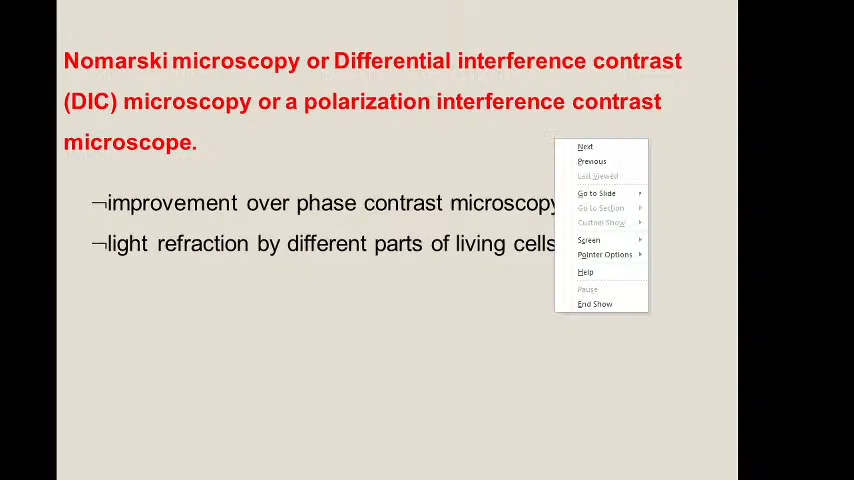 Nomarski microscopy or Differential interference contrast
(DIC) microscopy or a polarization interference contrast
microscope.
¬improvement over phase contrast microscopy
¬light refraction by different parts of living cells
Next
Previous
Last Viewed
Go to Slide
Go to Section
Custom Show
Screen
Pointer Options
Help
Pause
End Show